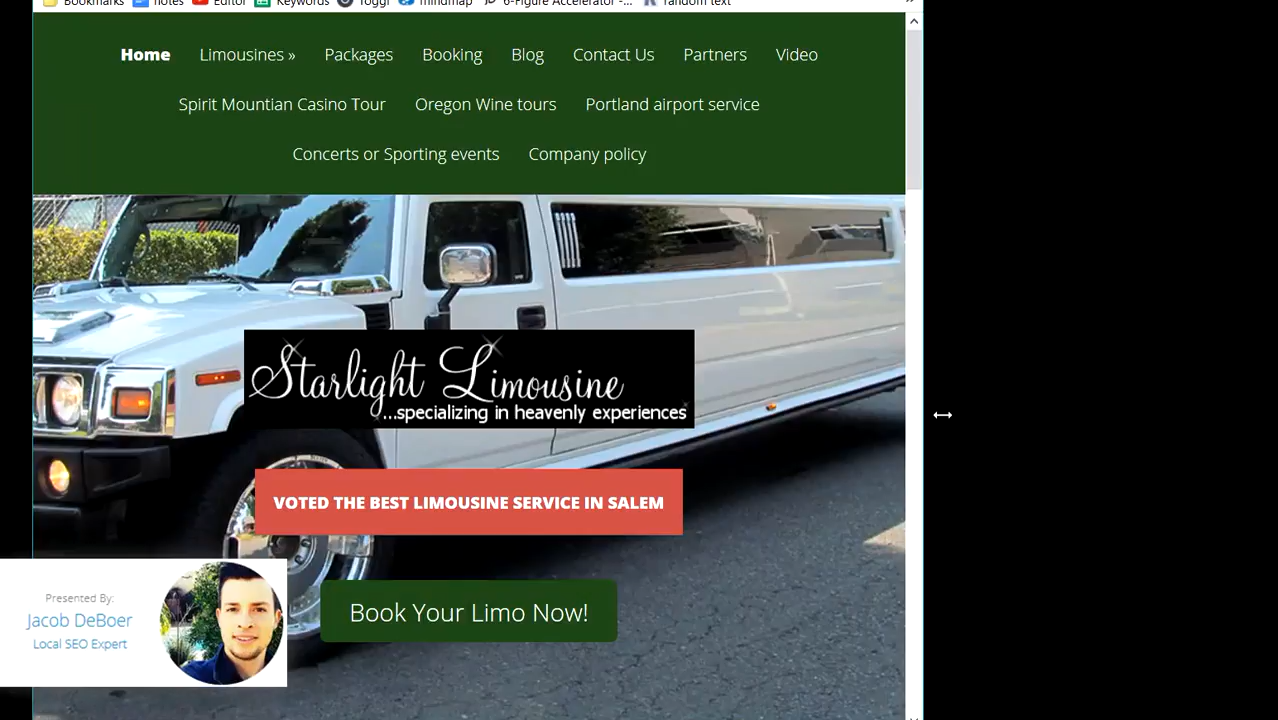 Bookmarks notes Editor Keywords Toggl mindmap 6-Figure Accelerator -... random text »
Home Limousines » Packages Booking Blog Contact Us Partners Video
Spirit Mountian Casino Tour Oregon Wine tours Portland airport service
Concerts or Sporting events Company policy
Starlight Limousine
...specializing in heavenly experiences
VOTED THE BEST LIMOUSINE SERVICE IN SALEM
Book Your Limo Now!
Presented By:
Jacob DeBoer
Local SEO Expert